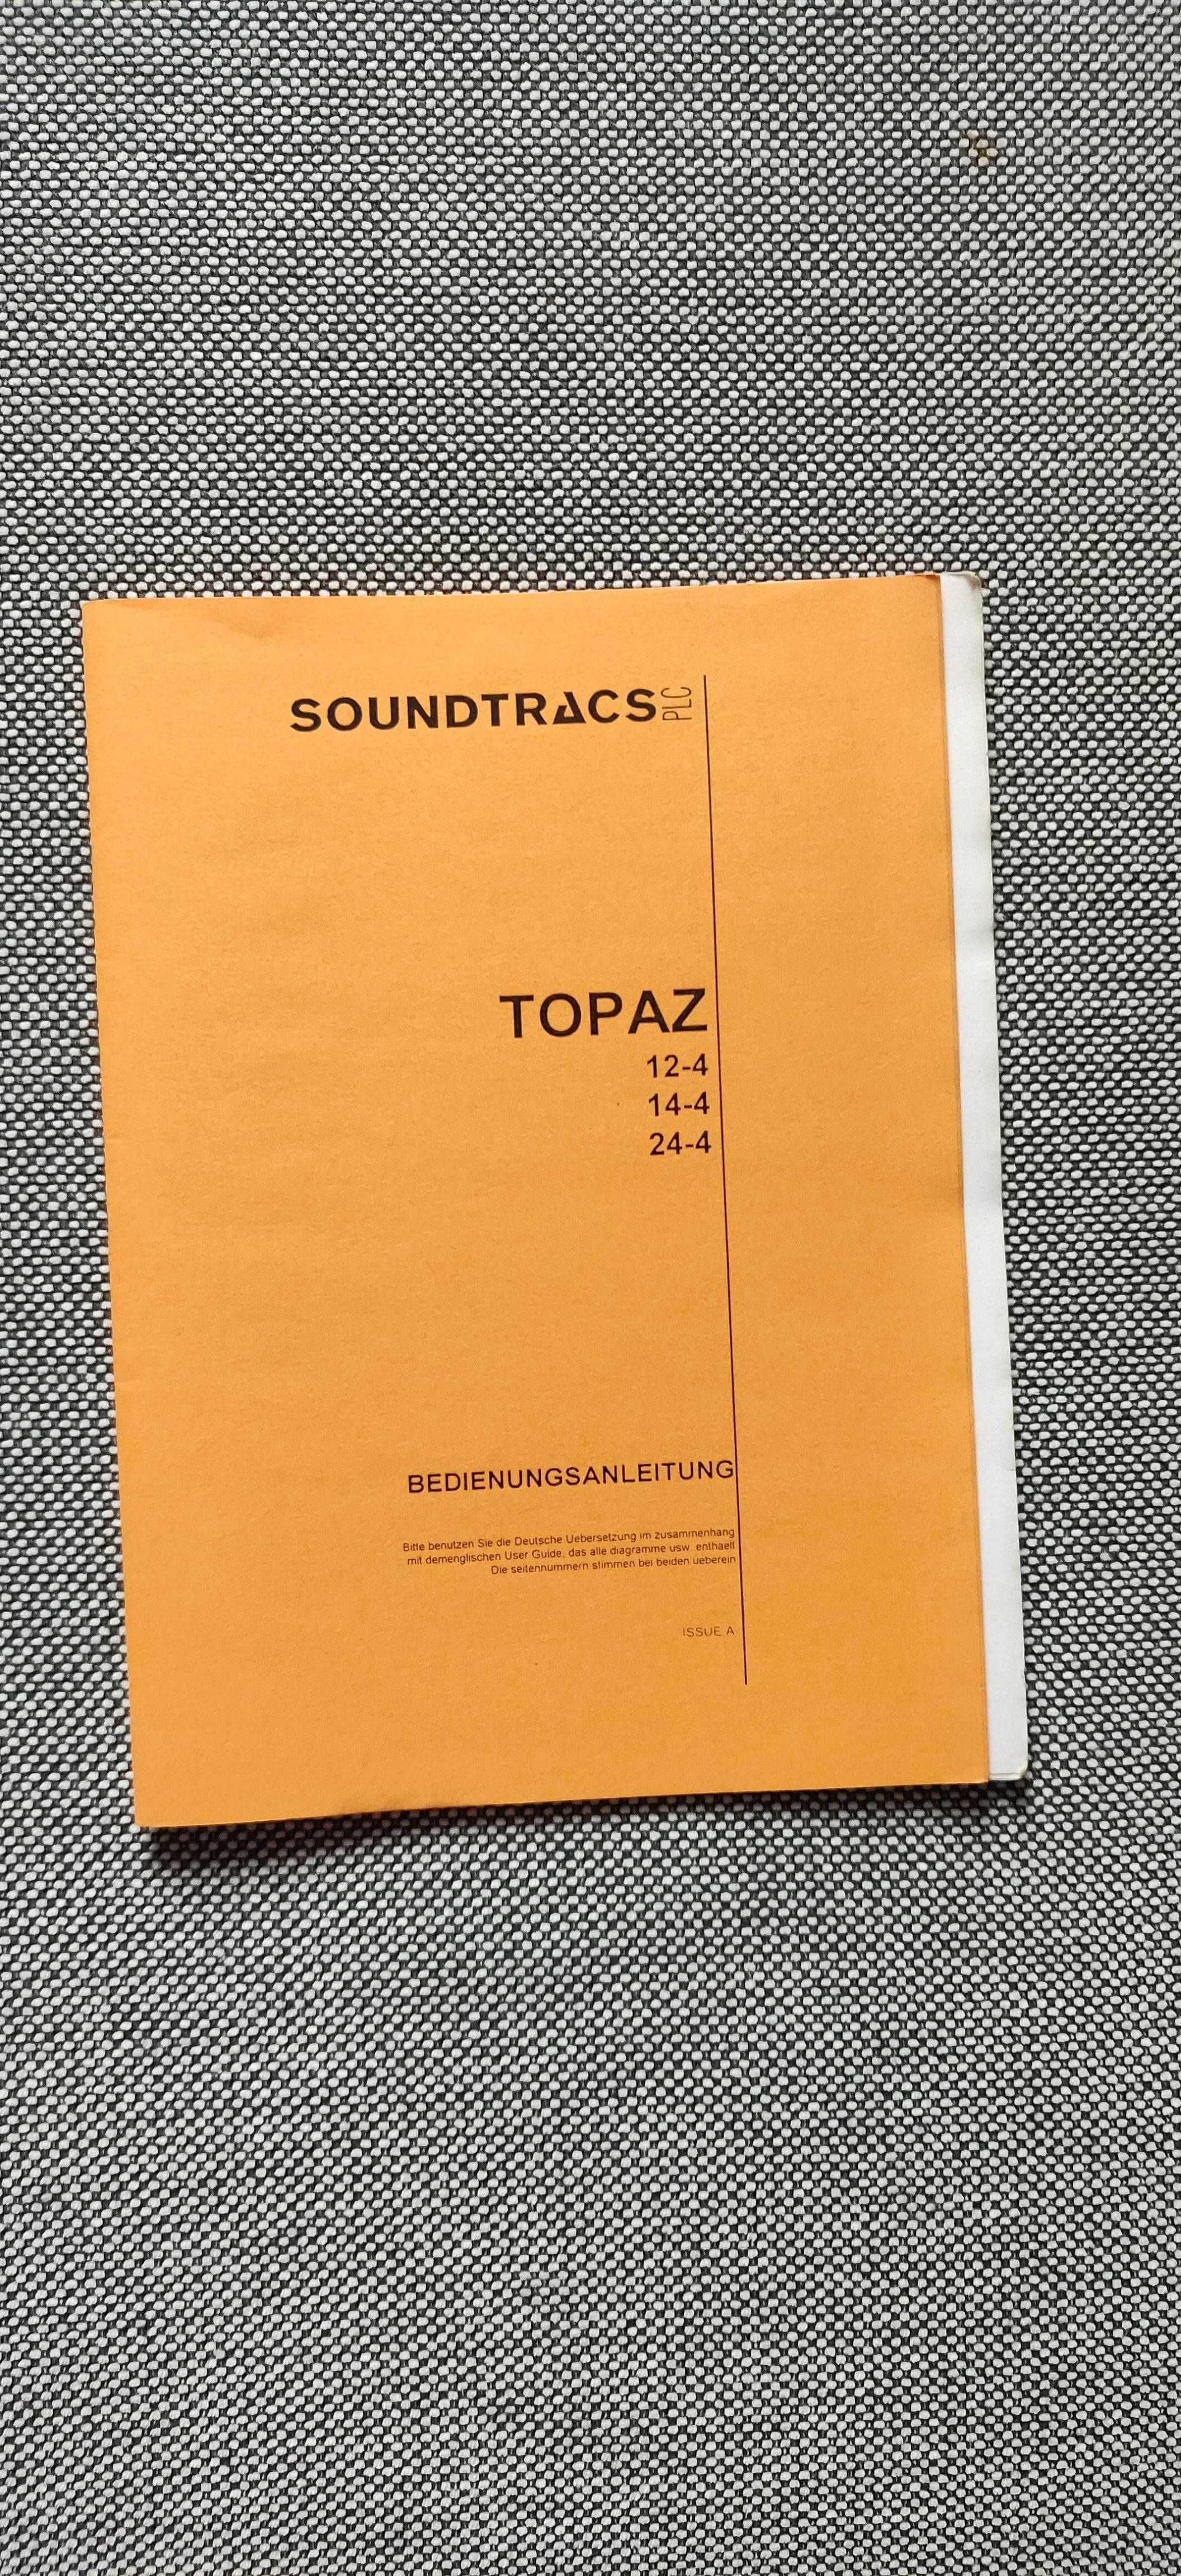 SOUNDTRACS PLC
TOPAZ
12-4
14-4
24-4
BEDIENUNGSANLEITUNG
Bitte benutzen Sie die Deutsche Uebersetzung im zusammenhang
mit demenglischen User Guide, das alle diagramme usw. enthaelt
Die seitennummern stimmen bei beiden ueberein
ISSUE A